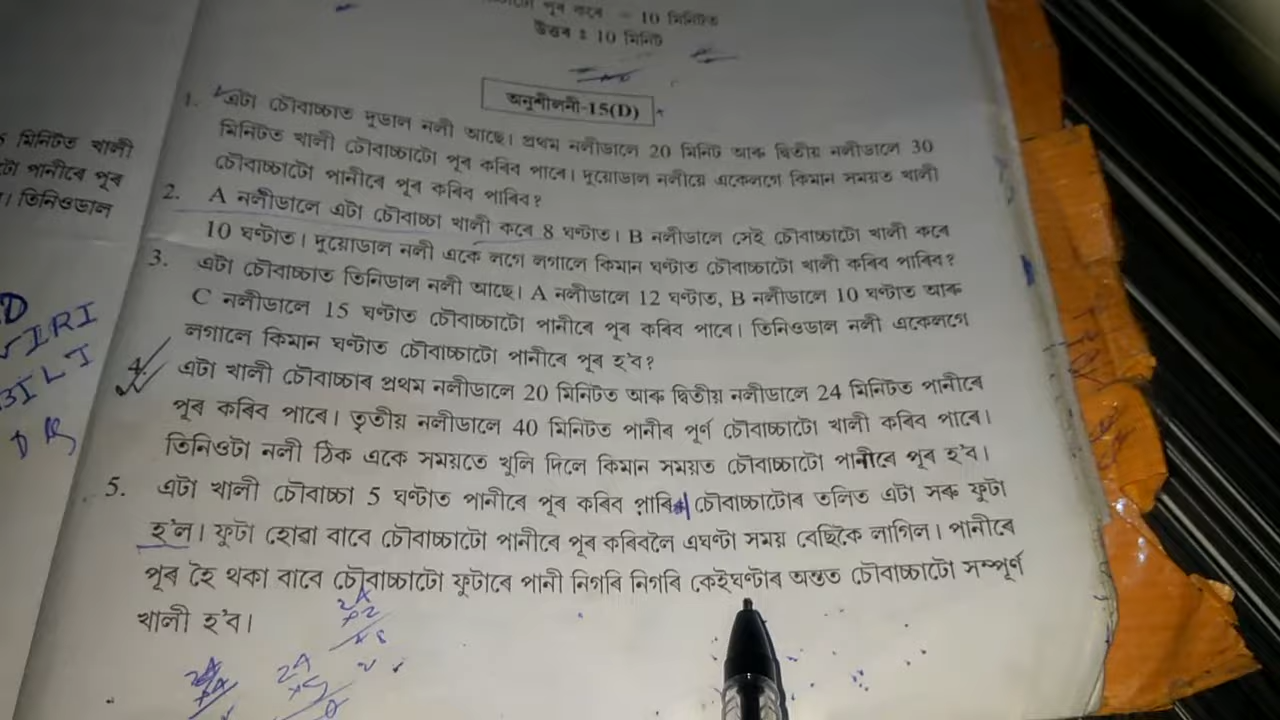 পূৰ কৰে = 10 মিনিটত
উত্তৰ : 10 মিনিট
অনুশীলনী-15(D)
1. এটা চৌবাচ্চাত দুডাল নলী আছে। প্ৰথম নলীডালে 20 মিনিট আৰু দ্বিতীয় নলীডালে 30
মিনিটত খালী চৌবাচ্চাটো পূৰ কৰিব পাৰে। দুয়োডাল নলীয়ে একেলগে কিমান সময়ত খালী
চৌবাচ্চাটো পানীৰে পূৰ কৰিব পাৰিব?
2. A নলীডালে এটা চৌবাচ্চা খালী কৰে 8 ঘণ্টাত। B নলীডালে সেই চৌবাচ্চাটো খালী কৰে
10 ঘণ্টাত। দুয়োডাল নলী একে লগে লগালে কিমান ঘণ্টাত চৌবাচ্চাটো খালী কৰিব পাৰিব?
3. এটা চৌবাচ্চাত তিনিডাল নলী আছে। A নলীডালে 12 ঘণ্টাত, B নলীডালে 10 ঘণ্টাত আৰু
C নলীডালে 15 ঘণ্টাত চৌবাচ্চাটো পানীৰে পূৰ কৰিব পাৰে। তিনিওডাল নলী একেলগে
লগালে কিমান ঘণ্টাত চৌবাচ্চাটো পানীৰে পূৰ হ'ব?
4. এটা খালী চৌবাচ্চাৰ প্ৰথম নলীডালে 20 মিনিটত আৰু দ্বিতীয় নলীডালে 24 মিনিটত পানীৰে
পূৰ কৰিব পাৰে। তৃতীয় নলীডালে 40 মিনিটত পানীৰ পূৰ্ণ চৌবাচ্চাটো খালী কৰিব পাৰে।
তিনিওটা নলী ঠিক একে সময়তে খুলি দিলে কিমান সময়ত চৌবাচ্চাটো পানীৰে পূৰ হ'ব।
5. এটা খালী চৌবাচ্চা 5 ঘণ্টাত পানীৰে পূৰ কৰিব পাৰি। চৌবাচ্চাটোৰ তলিত এটা সৰু ফুটা
হ'ল। ফুটা হোৱা বাবে চৌবাচ্চাটো পানীৰে পূৰ কৰিবলৈ এঘণ্টা সময় বেছিকৈ লাগিল। পানীৰে
পূৰ হৈ থকা বাবে চৌবাচ্চাটো ফুটাৰে পানী নিগৰি নিগৰি কেইঘণ্টাৰ অন্তত চৌবাচ্চাটো সম্পূৰ্ণ
খালী হ'ব।
মিনিটত খালী
পানীৰে পূৰ
। তিনিওডাল